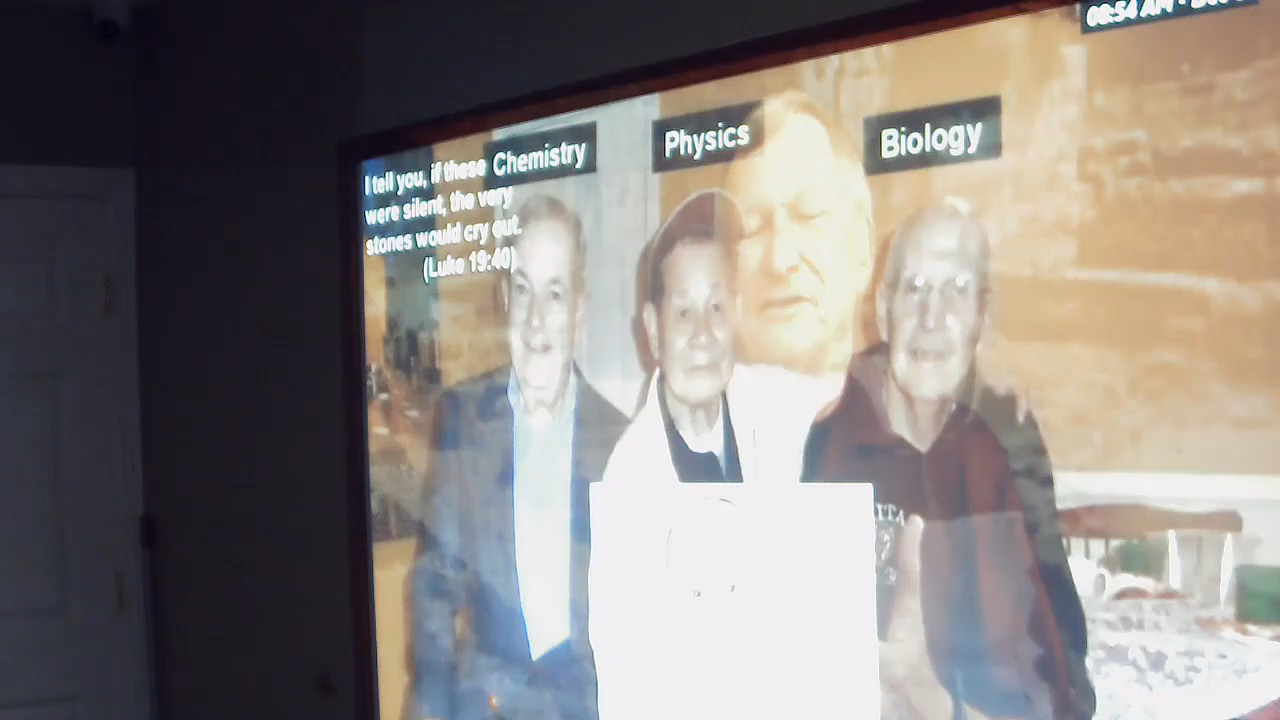 08:54 AM -
Chemistry
Physics
Biology
I tell you, if these
were silent, the very
stones would cry out.
(Luke 19:40)